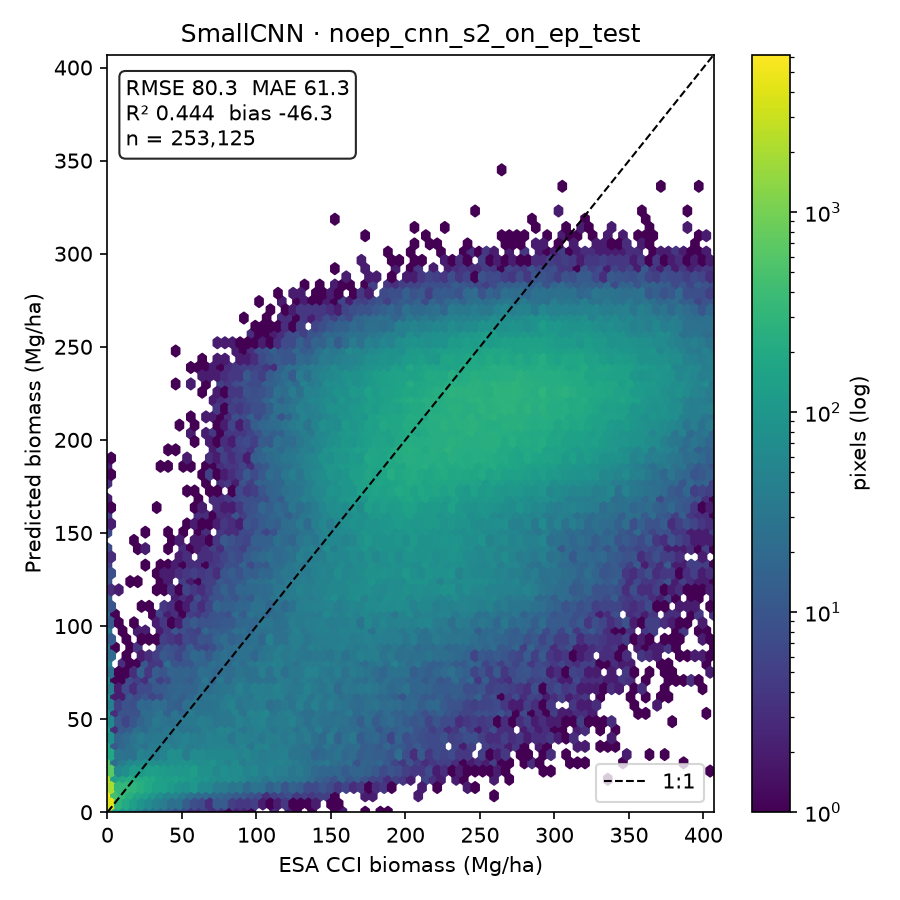 SmallCNN · noep_cnn_s2_on_ep_test
RMSE 80.3  MAE 61.3
R² 0.444  bias -46.3
n = 253,125
400
350
300
250
200
150
100
50
0
Predicted biomass (Mg/ha)
0 50 100 150 200 250 300 350 400
ESA CCI biomass (Mg/ha)
1:1
10³
10²
10¹
10⁰
pixels (log)